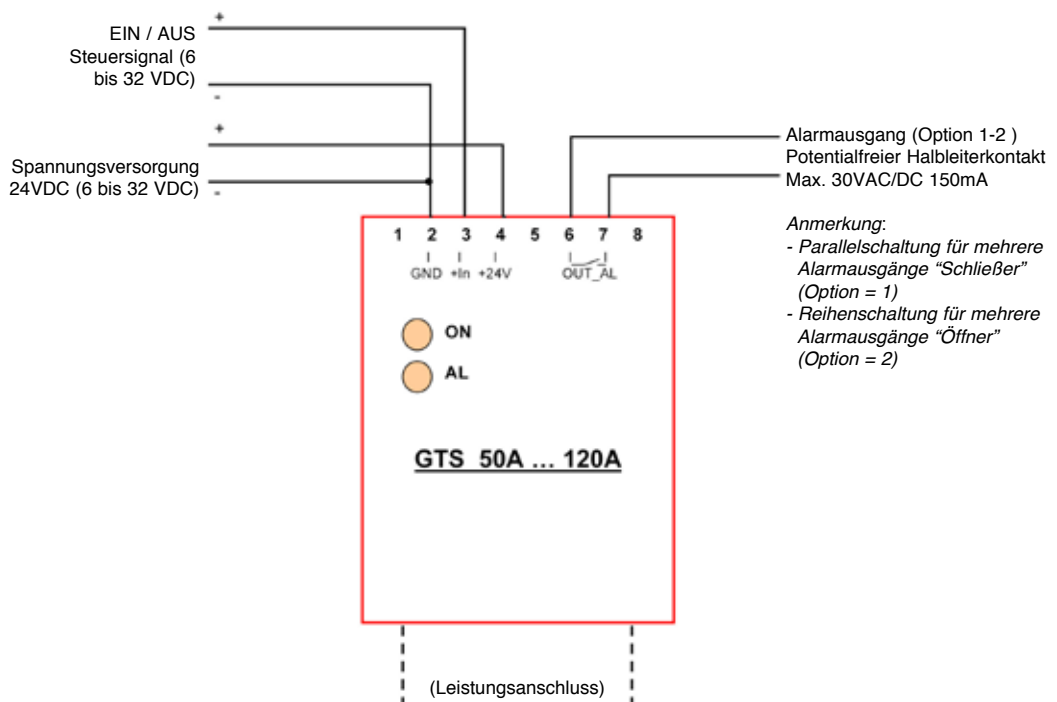 +
EIN / AUS
Steuersignal (6
bis 32 VDC)
-
+
Spannungsversorgung
24VDC (6 bis 32 VDC)
-
Alarmausgang (Option 1-2 )
Potentialfreier Halbleiterkontakt
Max. 30VAC/DC 150mA
Anmerkung:
- Parallelschaltung für mehrere
Alarmausgänge “Schließer”
(Option = 1)
- Reihenschaltung für mehrere
Alarmausgänge “Öffner”
(Option = 2)
1 2 3 4 5 6 7 8
GND +In +24V OUT_AL
ON
AL
GTS 50A ... 120A
(Leistungsanschluss)